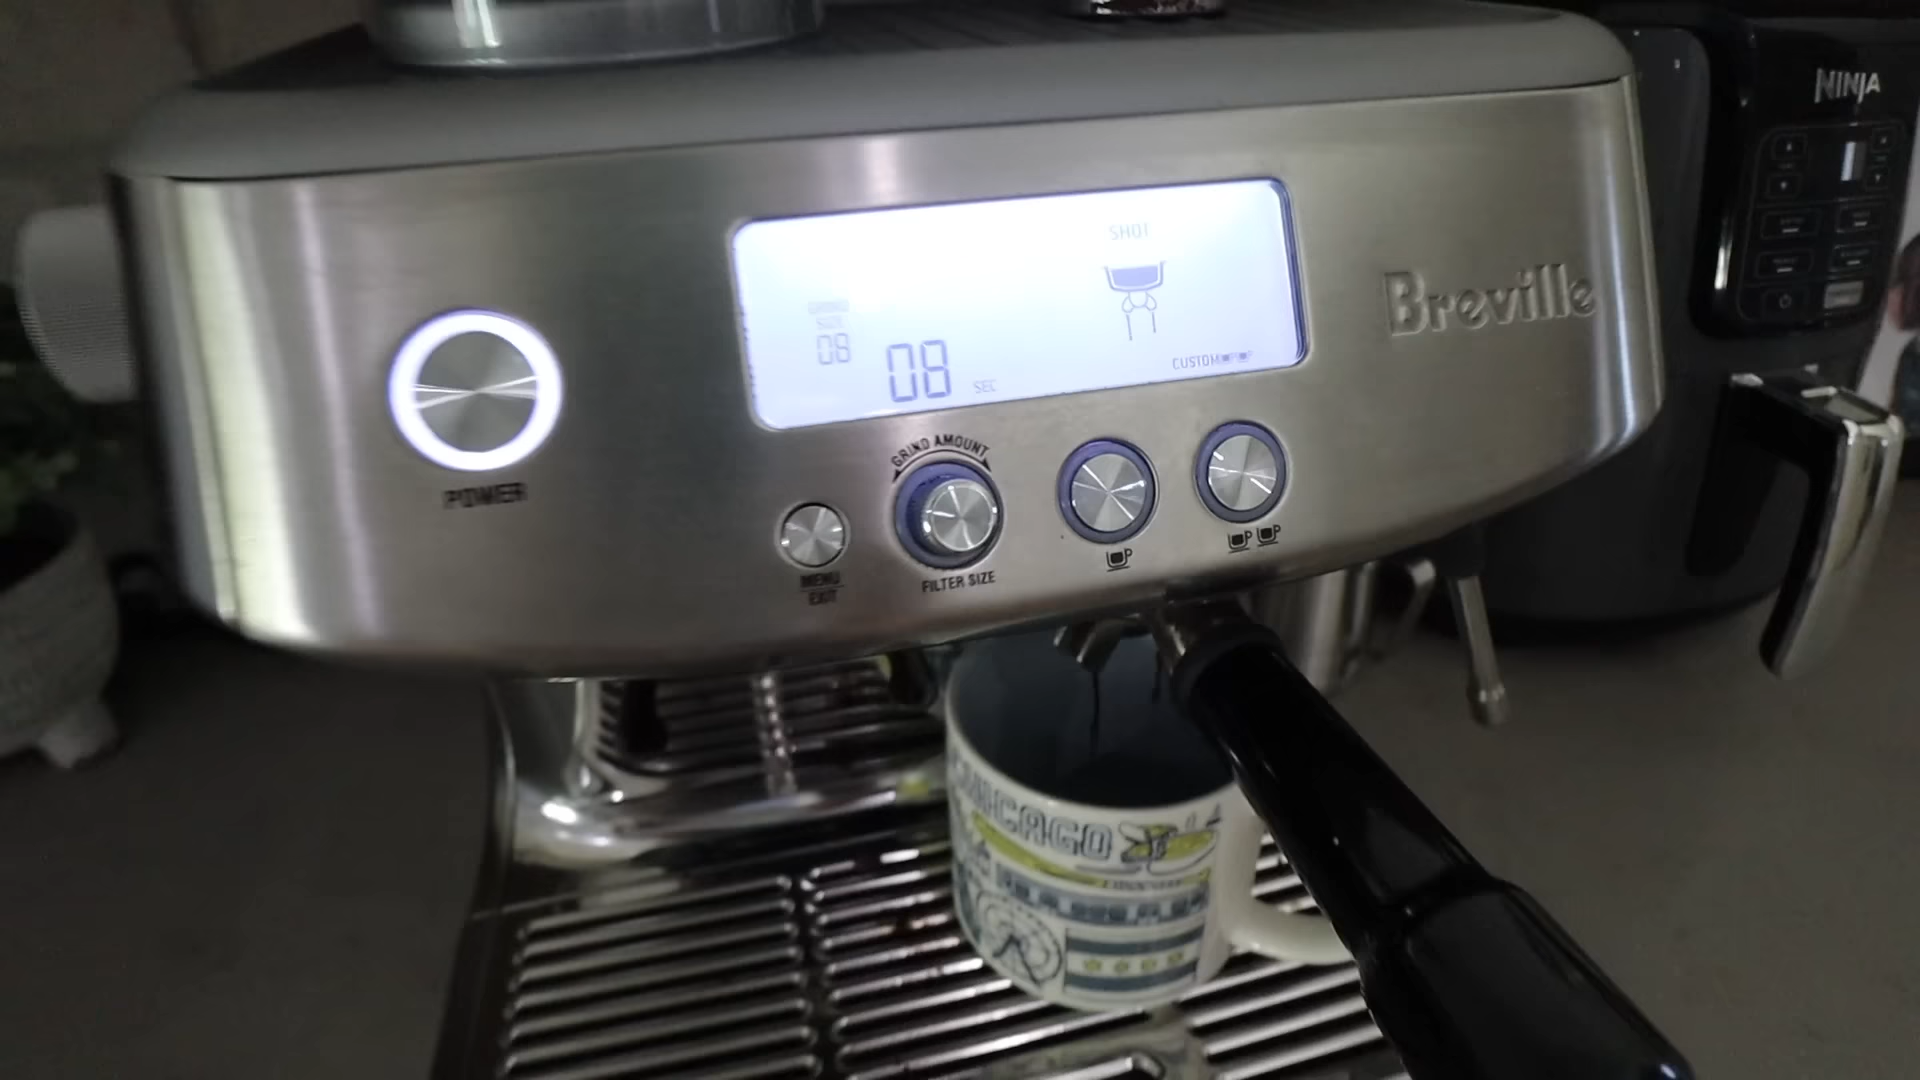 NINJA
SHOT
Breville
GRIND
SIZE
08
08 SEC
CUSTOM
GRIND AMOUNT
POWER
MENU
EXIT
FILTER SIZE
CHICAGO